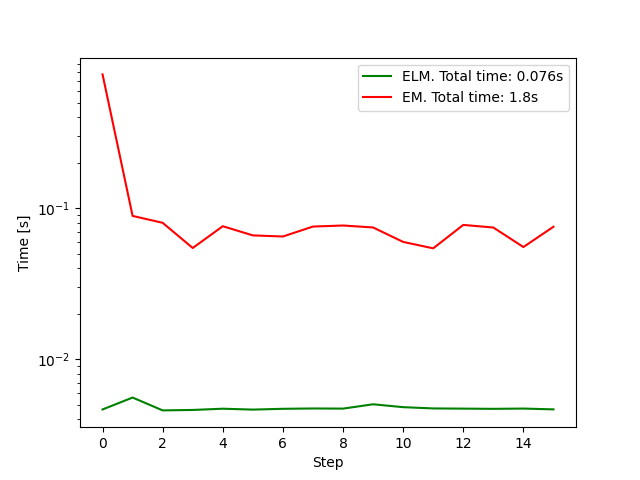 ELM. Total time: 0.076s
EM. Total time: 1.8s
Time [s]
10⁻¹
10⁻²
0 2 4 6 8 10 12 14
Step